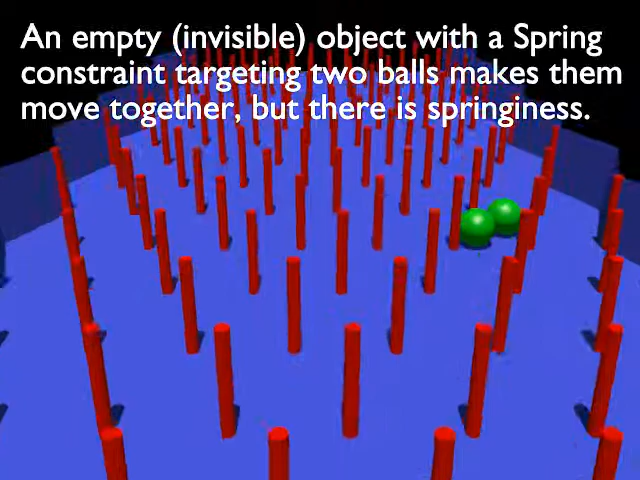 An empty (invisible) object with a Spring
constraint targeting two balls makes them
move together, but there is springiness.